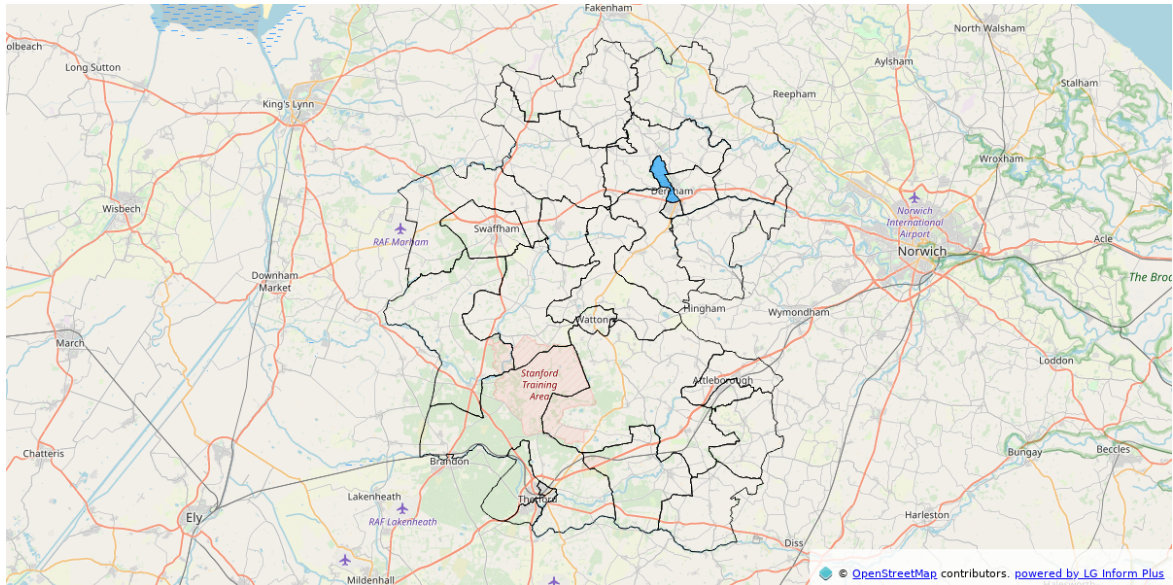 Fakenham
North Walsham
olbeach
Long Sutton
Aylsham
Stalham
King's Lynn
Reepham
Wroxham
Wisbech
Dereham
Swaffham
RAF Marham
Norwich
International
Airport
Norwich
Acle
Downham
Market
The Broa
Hingham
Wymondham
Watton
March
Loddon
Stanford
Training
Area
Attleborough
Chatteris
Brandon
Bungay
Beccles
Lakenheath
Thetford
Ely
RAF Lakenheath
Harleston
Diss
Mildenhall
© OpenStreetMap contributors. powered by LG Inform Plus